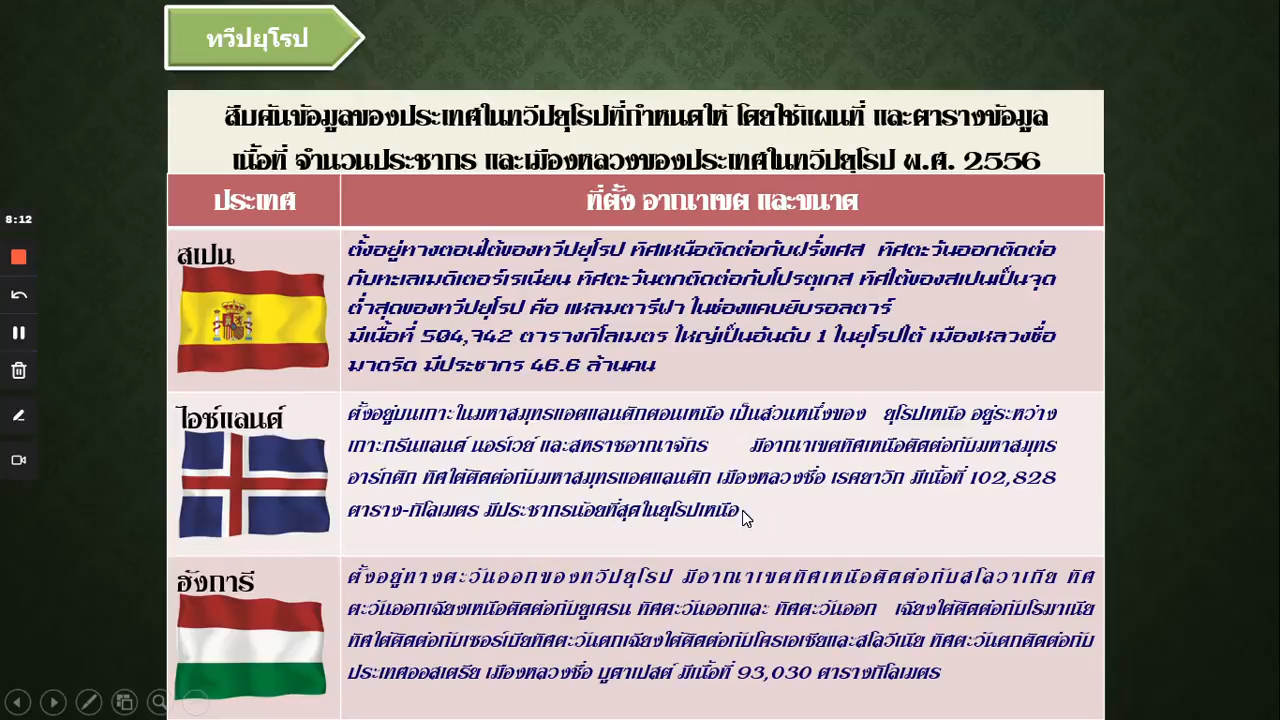 ทวีปยุโรป
สืบค้นข้อมูลของประเทศในทวีปยุโรปที่กำหนดให้ โดยใช้แผนที่ และตารางข้อมูล
เนื้อที่ จำนวนประชากร และเมืองหลวงของประเทศในทวีปยุโรป พ.ศ. 2556
ประเทศ
ที่ตั้ง อาณาเขต และขนาด
8:12
สเปน
ตั้งอยู่ทางตอนใต้ของทวีปยุโรป ทิศเหนือติดต่อกับฝรั่งเศส ทิศตะวันออกติดต่อ
กับทะเลเมดิเตอร์เรเนียน ทิศตะวันตกติดต่อกับโปรตุเกส ทิศใต้ของสเปนเป็นจุด
ต่ำสุดของทวีปยุโรป คือ แหลมตารีฟา ในช่องแคบยิบรอลตาร์
มีเนื้อที่ 504,742 ตารางกิโลเมตร ใหญ่เป็นอันดับ 1 ในยุโรปใต้ เมืองหลวงชื่อ
มาดริด มีประชากร 46.6 ล้านคน
ไอซ์แลนด์
ตั้งอยู่บนเกาะในมหาสมุทรแอตแลนติกตอนเหนือ เป็นส่วนหนึ่งของ ยุโรปเหนือ อยู่ระหว่าง
เกาะกรีนแลนด์ นอร์เวย์ และสหราชอาณาจักร มีอาณาเขตทิศเหนือติดต่อกับมหาสมุทร
อาร์กติก ทิศใต้ติดต่อกับมหาสมุทรแอตแลนติก เมืองหลวงชื่อ เรคยาวิก มีเนื้อที่ 102,828
ตาราง-กิโลเมตร มีประชากรน้อยที่สุดในยุโรปเหนือ
ฮังการี
ตั้งอยู่ทางตะวันออกของทวีปยุโรป มีอาณาเขตทิศเหนือติดต่อกับสโลวาเกีย ทิศ
ตะวันออกเฉียงเหนือติดต่อกับยูเครน ทิศตะวันออกและ ทิศตะวันออก เฉียงใต้ติดต่อกับโรมาเนีย
ทิศใต้ติดต่อกับเซอร์เบียทิศตะวันตกเฉียงใต้ติดต่อกับโครเอเชียและสโลวีเนีย ทิศตะวันตกติดต่อกับ
ประเทศออสเตรีย เมืองหลวงชื่อ บูดาเปสต์ มีเนื้อที่ 93,030 ตารางกิโลเมตร